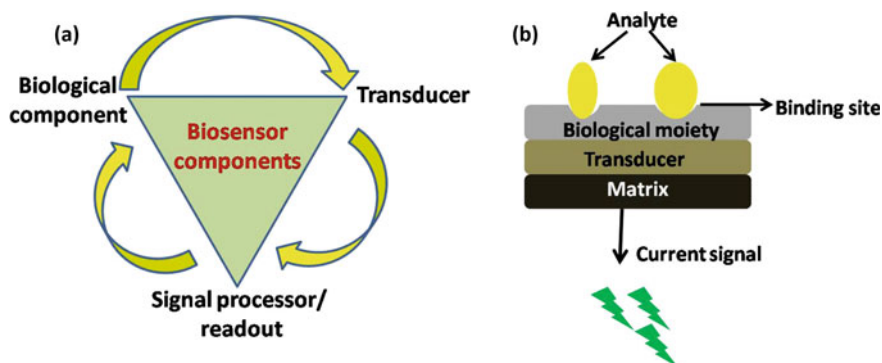 (a)
Biological
component
Transducer
Biosensor
components
Signal processor/
readout
(b)
Analyte
Binding site
Biological moiety
Transducer
Matrix
Current signal